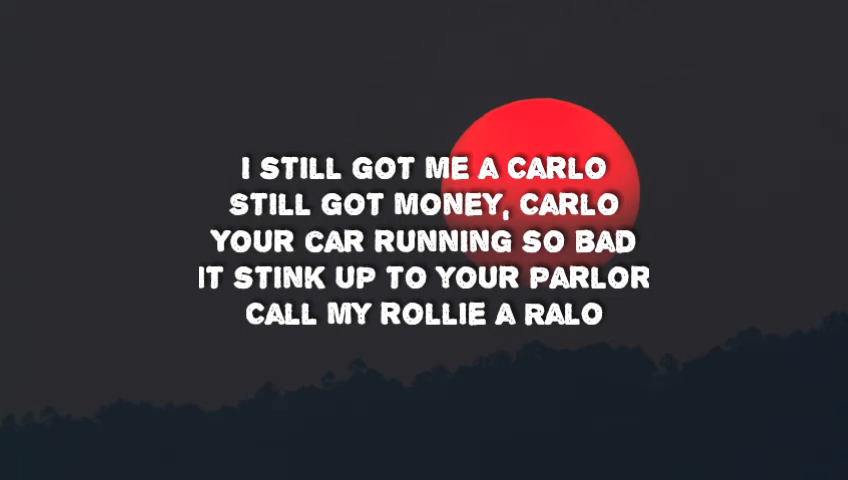 I STILL GOT ME A CARLO
STILL GOT MONEY, CARLO
YOUR CAR RUNNING SO BAD
IT STINK UP TO YOUR PARLOR
CALL MY ROLLIE A RALO